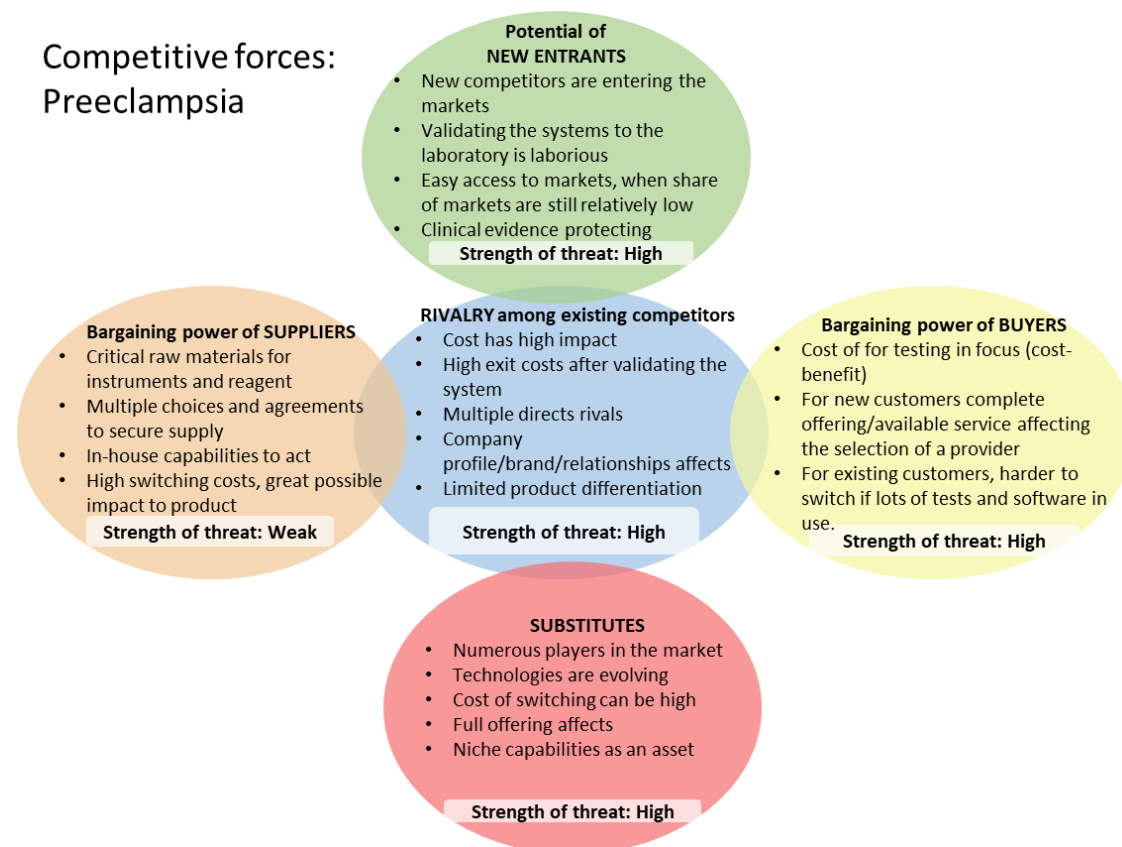 Competitive forces:
Preeclampsia
Potential of
NEW ENTRANTS
• New competitors are entering the
markets
• Validating the systems to the
laboratory is laborious
• Easy access to markets, when share
of markets are still relatively low
• Clinical evidence protecting
Strength of threat: High
Bargaining power of SUPPLIERS
• Critical raw materials for
instruments and reagent
• Multiple choices and agreements
to secure supply
• In-house capabilities to act
• High switching costs, great possible
impact to product
Strength of threat: Weak
RIVALRY among existing competitors
• Cost has high impact
• High exit costs after validating the
system
• Multiple directs rivals
• Company
profile/brand/relationships affects
• Limited product differentiation
Strength of threat: High
Bargaining power of BUYERS
• Cost of for testing in focus (cost-
benefit)
• For new customers complete
offering/available service affecting
the selection of a provider
• For existing customers, harder to
switch if lots of tests and software in
use.
Strength of threat: High
SUBSTITUTES
• Numerous players in the market
• Technologies are evolving
• Cost of switching can be high
• Full offering affects
• Niche capabilities as an asset
Strength of threat: High